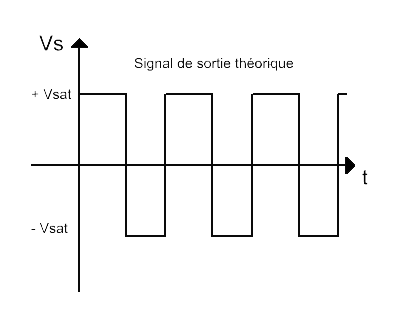 Vs
Signal de sortie théorique
+ Vsat
t
- Vsat